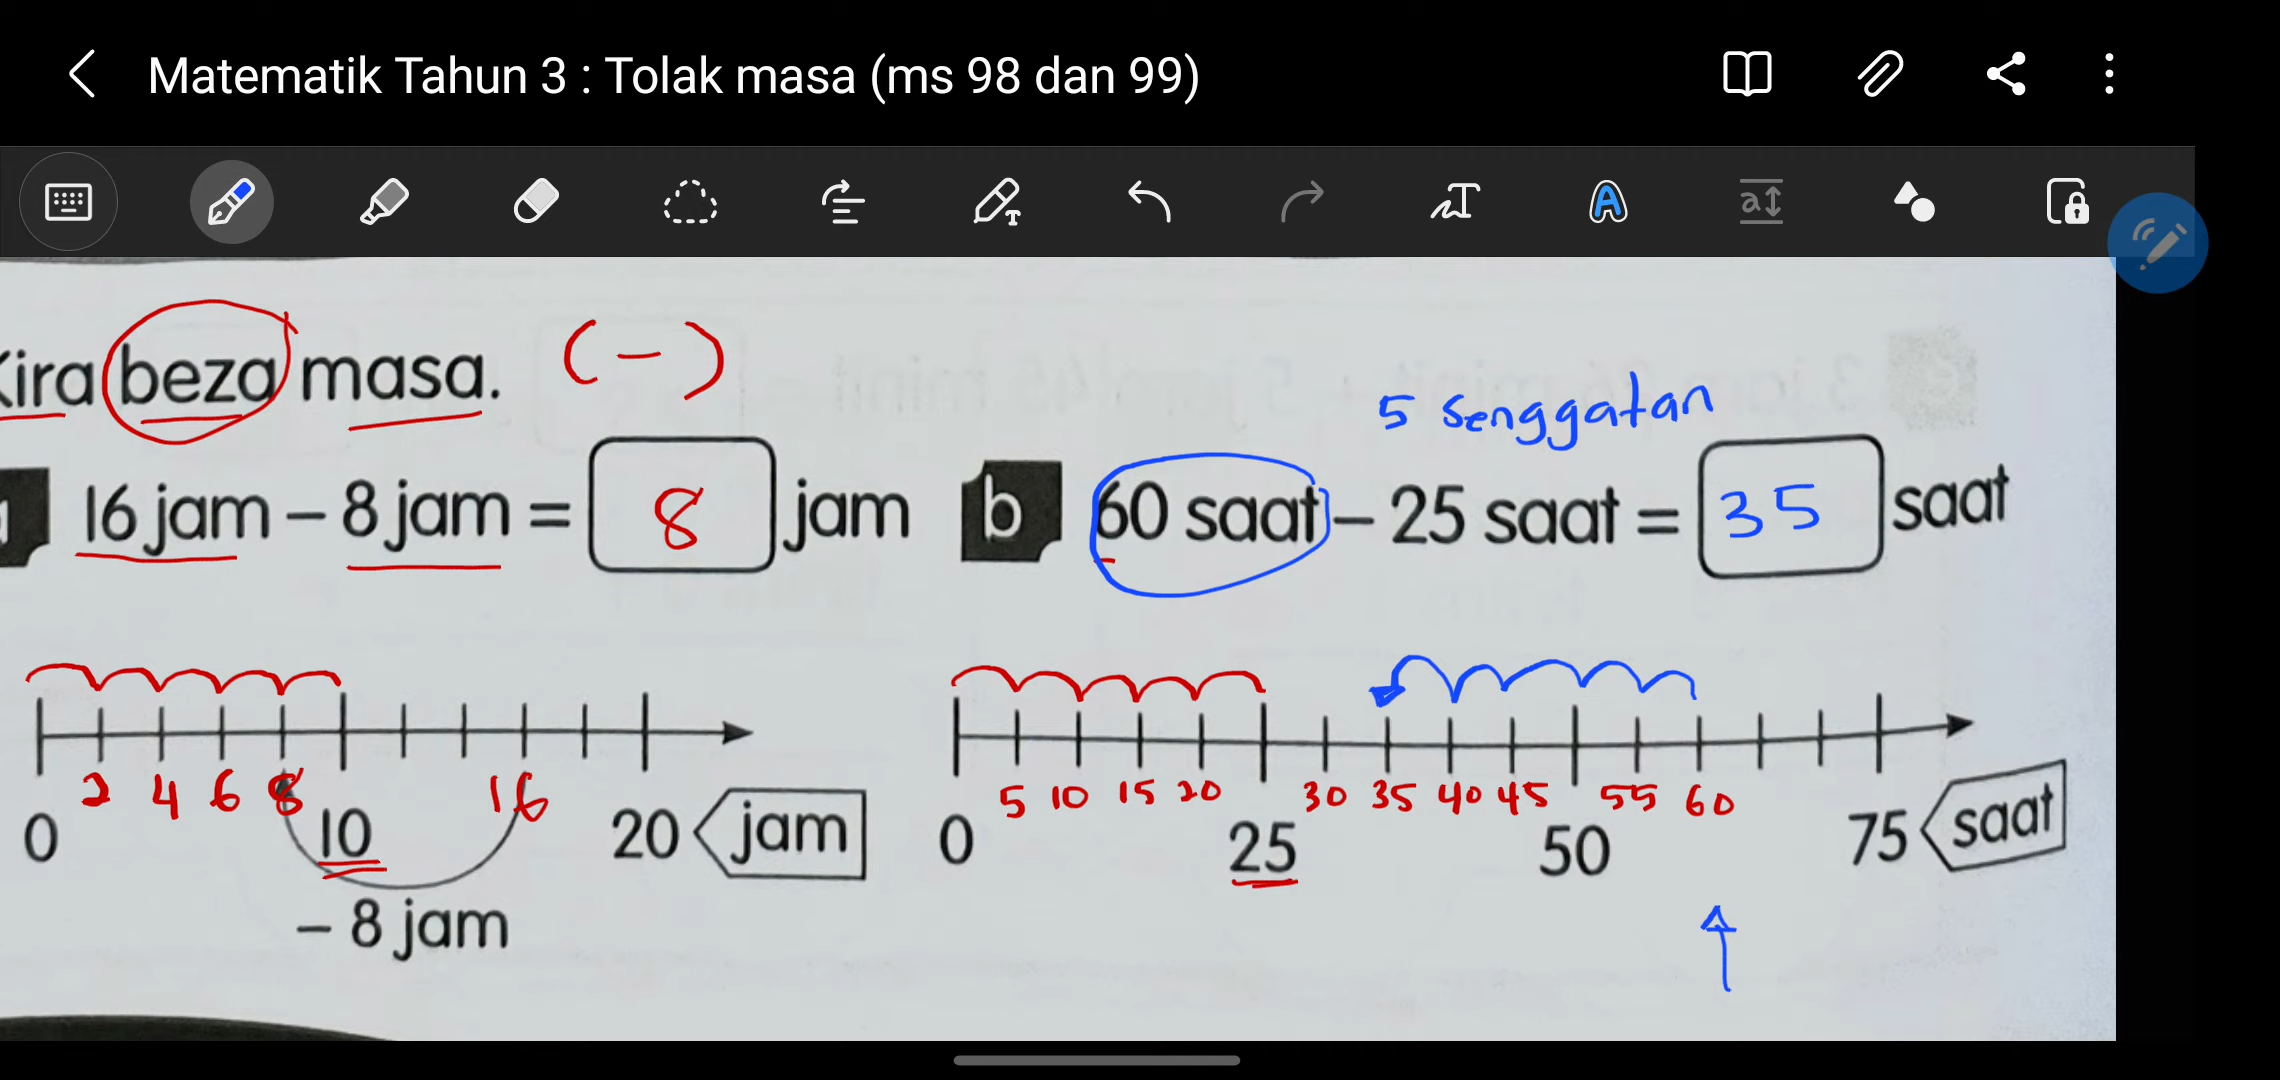 Matematik Tahun 3 : Tolak masa (ms 98 dan 99)
Kira beza masa. (-)
5 senggatan
16 jam – 8 jam = 8 jam
b 60 saat – 25 saat = 35 saat
2 4 6 8 16
0 10 20 jam
– 8 jam
5 10 15 20 30 35 40 45 55 60
0 25 50 75 saat